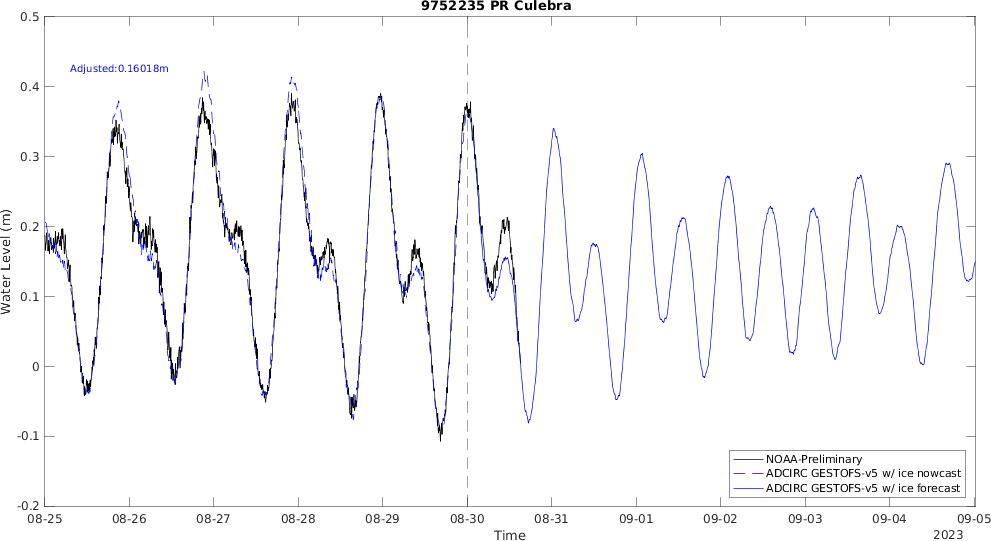 9752235 PR Culebra
0.5
0.4
0.3
0.2
0.1
0
-0.1
-0.2
Water Level (m)
Adjusted:0.16018m
NOAA-Preliminary
ADCIRC GESTOFS-v5 w/ ice nowcast
ADCIRC GESTOFS-v5 w/ ice forecast
08-25 08-26 08-27 08-28 08-29 08-30 08-31 09-01 09-02 09-03 09-04 09-05
Time
2023